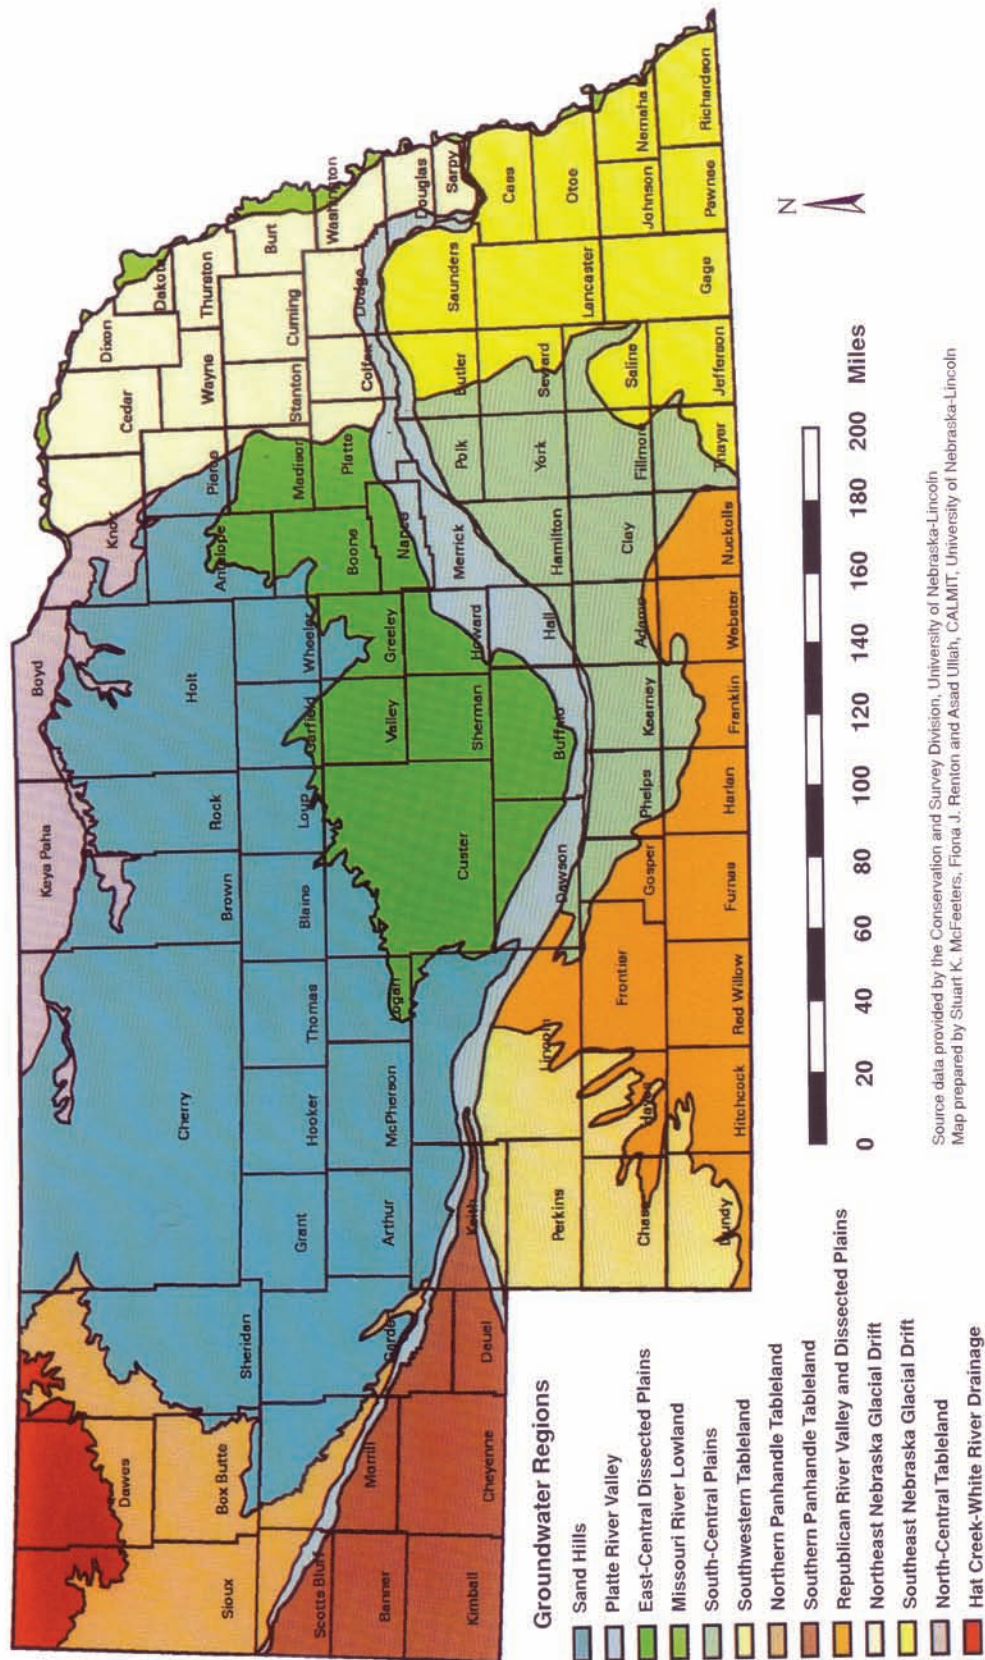 Keya Paha
Boyd
Knox
Cedar
Dixon
Dakota
Sioux
Dawes
Box Butte
Sheridan
Cherry
Brown
Rock
Holt
Antelope
Pierce
Wayne
Thurston
Grant
Hooker
Thomas
Blaine
Loup
Garfield
Wheeler
Madison
Stanton
Cuming
Burt
Scotts Bluff
Banner
Morrill
Garden
Arthur
McPherson
Logan
Custer
Valley
Greeley
Boone
Platte
Colfax
Dodge
Washington
Kimball
Cheyenne
Deuel
Keith
Sherman
Howard
Nance
Merrick
Polk
Butler
Saunders
Douglas
Sarpy
Perkins
Lincoln
Dawson
Buffalo
Hall
Hamilton
York
Seward
Lancaster
Cass
Otoe
Chase
Hayes
Frontier
Gosper
Phelps
Kearney
Adams
Clay
Fillmore
Saline
Johnson
Nemaha
Dundy
Hitchcock
Red Willow
Furnas
Harlan
Franklin
Webster
Nuckolls
Thayer
Jefferson
Gage
Pawnee
Richardson
N
Groundwater Regions
Sand Hills
Platte River Valley
East-Central Dissected Plains
Missouri River Lowland
South-Central Plains
Southwestern Tableland
Northern Panhandle Tableland
Southern Panhandle Tableland
Republican River Valley and Dissected Plains
Northeast Nebraska Glacial Drift
Southeast Nebraska Glacial Drift
North-Central Tableland
Hat Creek-White River Drainage
0 20 40 60 80 100 120 140 160 180 200 Miles
Source data provided by the Conservation and Survey Division, University of Nebraska-Lincoln
Map prepared by Stuart K. McFeeters, Fiona J. Renton and Asad Ullah, CALMIT, University of Nebraska-Lincoln